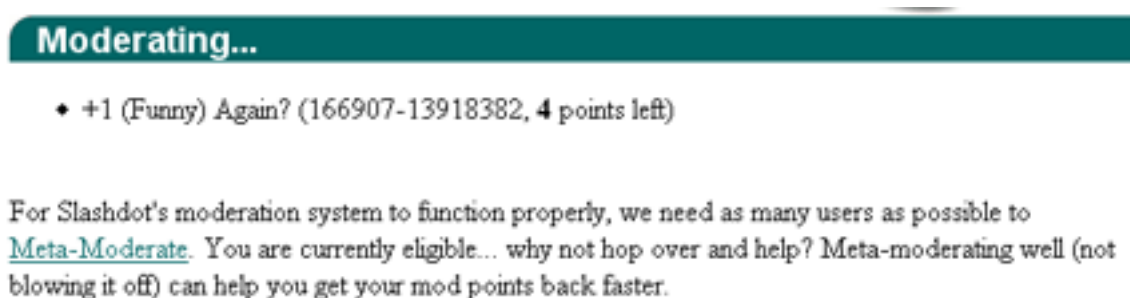 Moderating...
+1 (Funny) Again? (166907-13918382, 4 points left)
For Slashdot's moderation system to function properly, we need as many users as possible to
Meta-Moderate. You are currently eligible... why not hop over and help? Meta-moderating well (not
blowing it off) can help you get your mod points back faster.